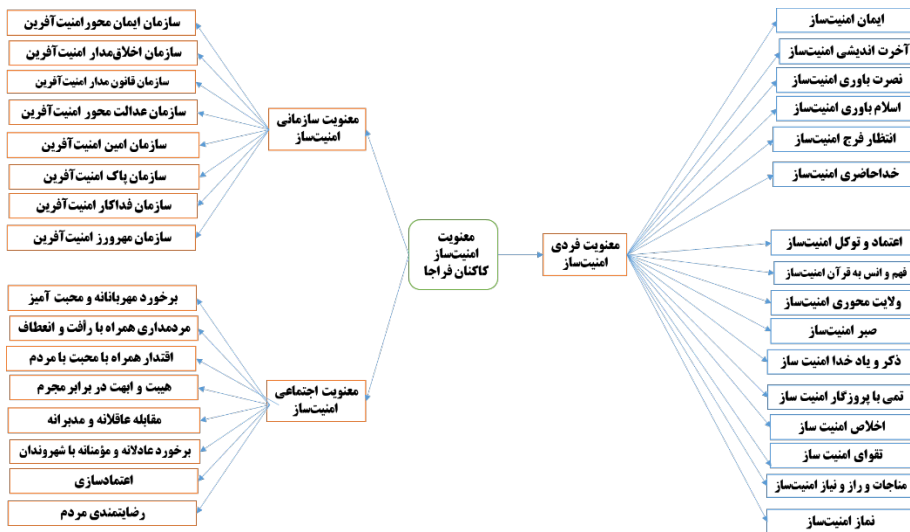 ایمان امنیت‌ساز
آخرت اندیشی امنیت‌ساز
نصرت باوری امنیت‌ساز
اسلام باوری امنیت‌ساز
انتظار فرج امنیت‌ساز
خداحاضری امنیت‌ساز
اعتماد و توکل امنیت‌ساز
فهم و انس به قرآن امنیت‌ساز
ولایت محوری امنیت‌ساز
صبر امنیت‌ساز
ذکر و یاد خدا امنیت ساز
تمی با پروزگار امنیت ساز
اخلاص امنیت ساز
تقوای امنیت ساز
مناجات و راز و نیاز امنیت‌ساز
نماز امنیت‌ساز
معنویت فردی
امنیت‌ساز
معنویت
امنیت‌ساز
کاکنان فراجا
معنویت سازمانی
امنیت‌ساز
سازمان ایمان محور امنیت‌آفرین
سازمان اخلاق‌مدار امنیت‌آفرین
سازمان قانون مدار امنیت‌آفرین
سازمان عدالت محور امنیت‌آفرین
سازمان امین امنیت‌آفرین
سازمان پاک امنیت‌آفرین
سازمان فداکار امنیت‌آفرین
سازمان مهرورز امنیت‌آفرین
معنویت اجتماعی
امنیت‌ساز
برخورد مهربانانه و محبت آمیز
مردمداری همراه با رأفت و انعطاف
اقتدار همراه با محبت با مردم
هیبت و ابهت در برابر مجرم
مقابله عاقلانه و مدبرانه
برخورد عادلانه و مؤمنانه با شهروندان
اعتمادسازی
رضایتمندی مردم